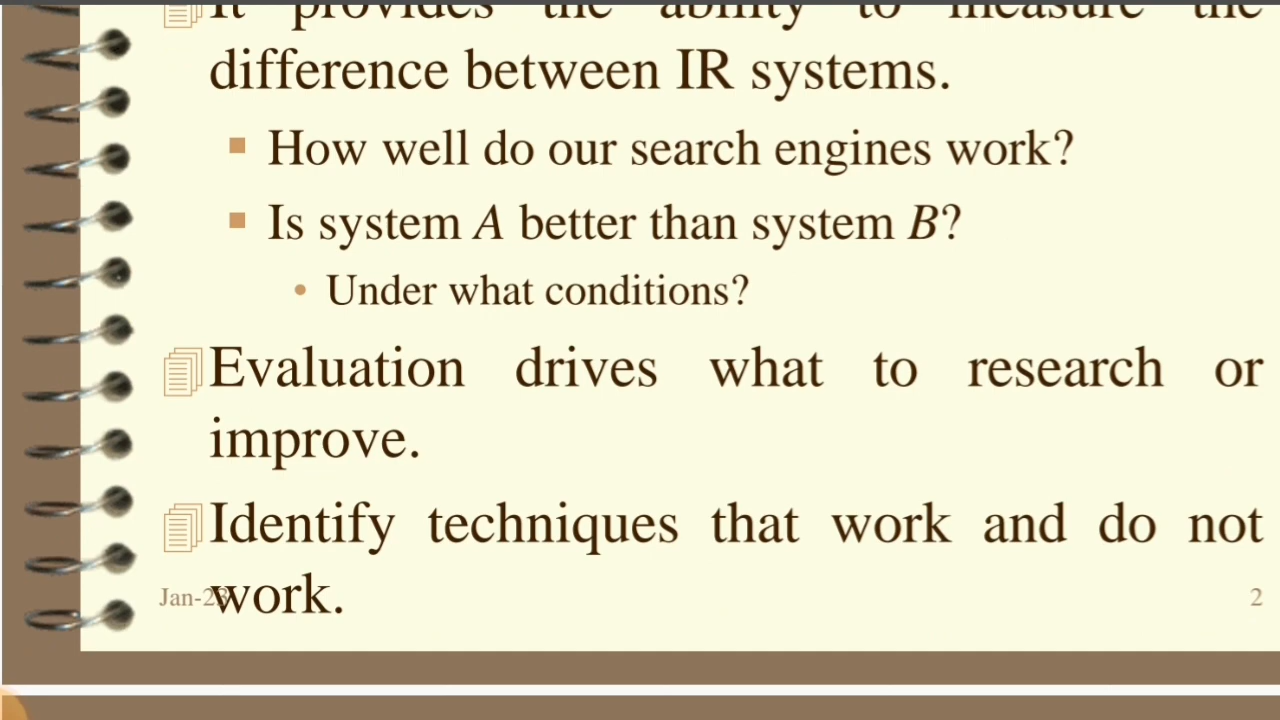 It provides the ability to measure the
difference between IR systems.
How well do our search engines work?
Is system A better than system B?
Under what conditions?
Evaluation drives what to research or
improve.
Identify techniques that work and do not
work.
Jan-23 2